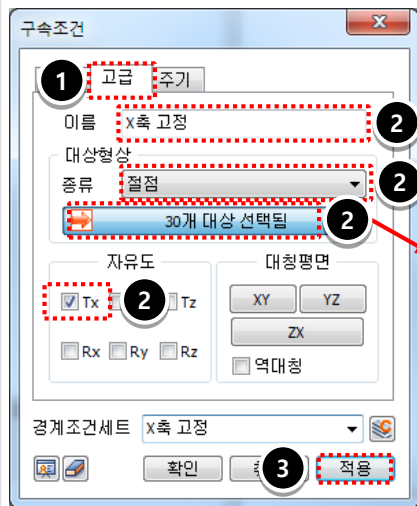 구속조건
1 고급 주기
이름 X축 고정 2
대상형상
종류 절점 2
30개 대상 선택됨 2
자유도 대칭평면
Tx 2 Tz XY YZ
ZX
Rx Ry Rz 역대칭
경계조건세트 X축 고정
확인 3 적용